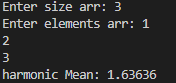 Enter size arr: 3
Enter elements arr: 1
2
3
harmonic Mean: 1.63636